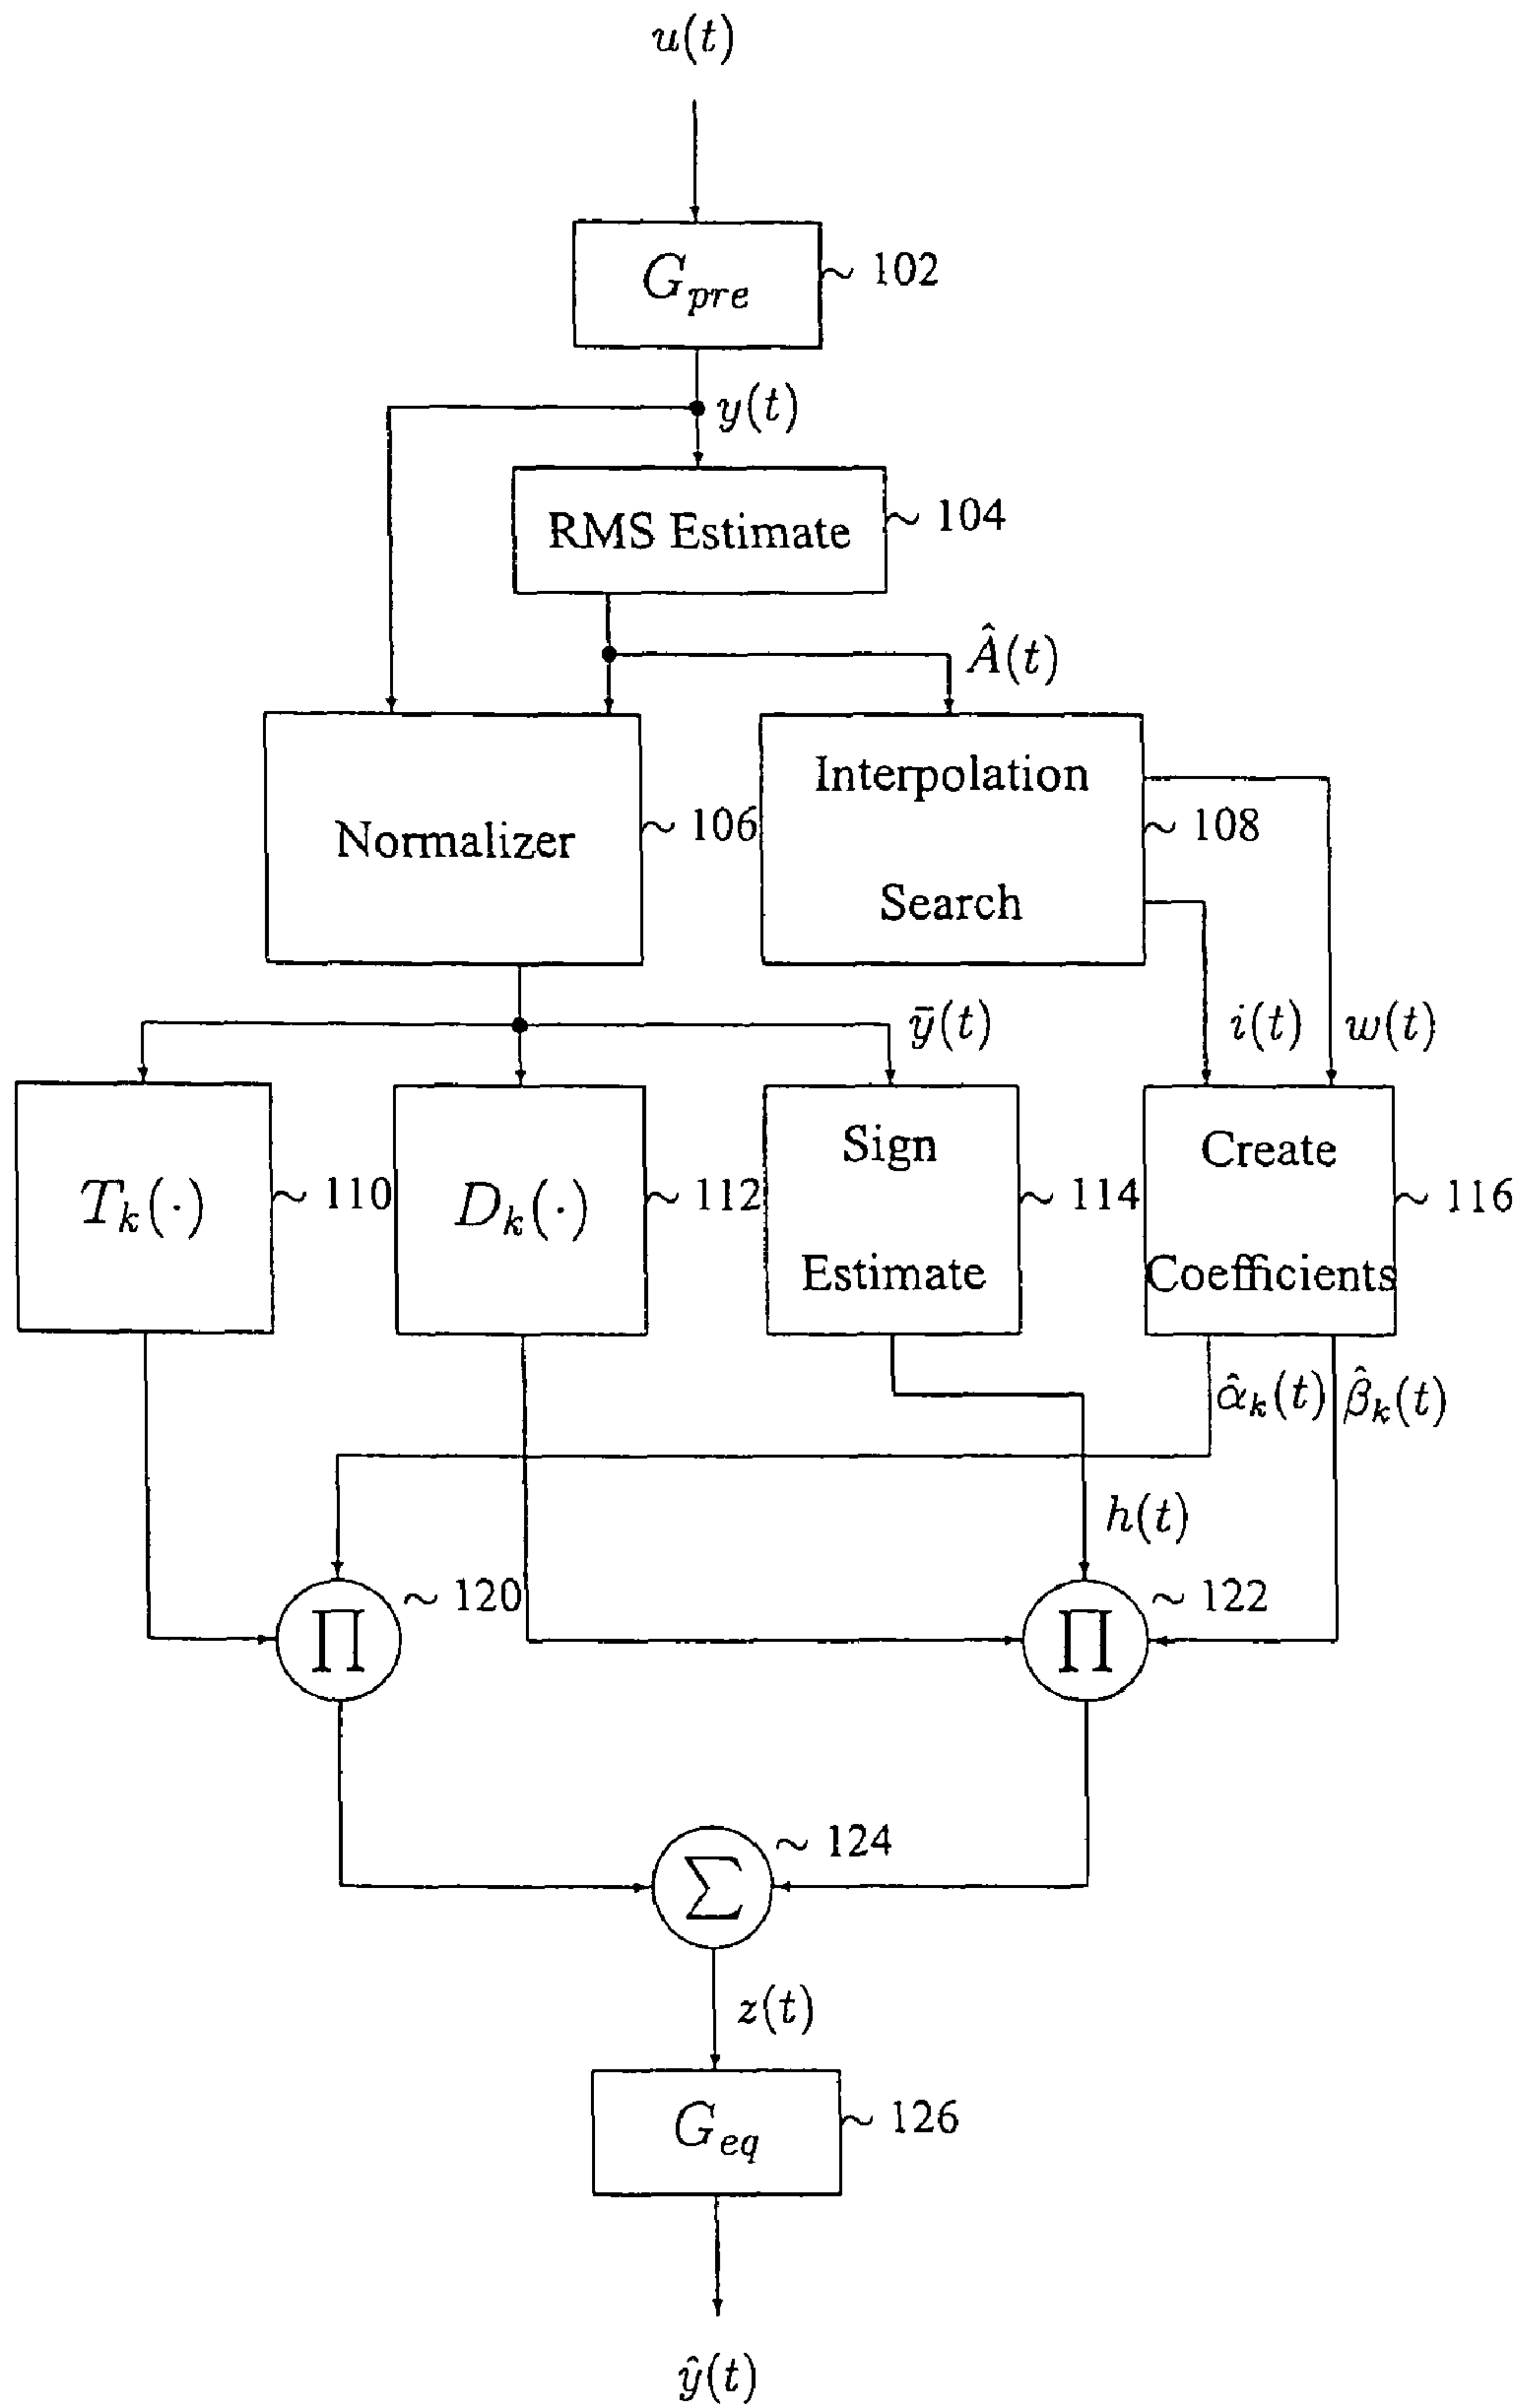 u(t)
G_pre
~ 102
y(t)
RMS Estimate
~ 104
Â(t)
Normalizer
~ 106
Interpolation
Search
~ 108
ȳ(t)
i(t)
w(t)
T_k(·)
~ 110
D_k(·)
~ 112
Sign
Estimate
~ 114
Create
Coefficients
~ 116
α̂_k(t)
β̂_k(t)
h(t)
∏
~ 120
∏
~ 122
∑
~ 124
z(t)
G_eq
~ 126
ŷ(t)